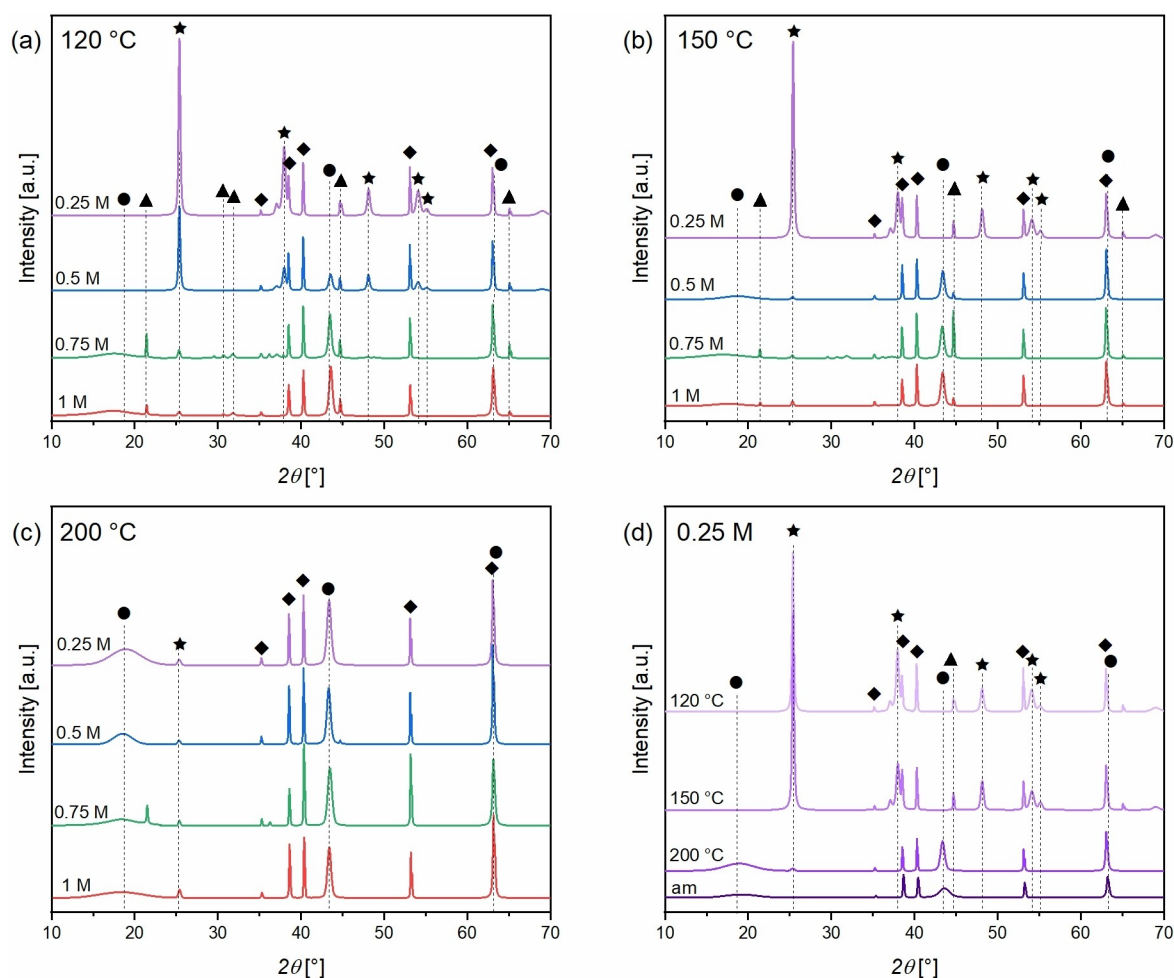 (a) 120 °C
Intensity [a.u.]
0.25 M
0.5 M
0.75 M
1 M
10 20 30 40 50 60 70
2θ [°]
(b) 150 °C
Intensity [a.u.]
0.25 M
0.5 M
0.75 M
1 M
10 20 30 40 50 60 70
2θ [°]
(c) 200 °C
Intensity [a.u.]
0.25 M
0.5 M
0.75 M
1 M
10 20 30 40 50 60 70
2θ [°]
(d) 0.25 M
Intensity [a.u.]
120 °C
150 °C
200 °C
am
10 20 30 40 50 60 70
2θ [°]